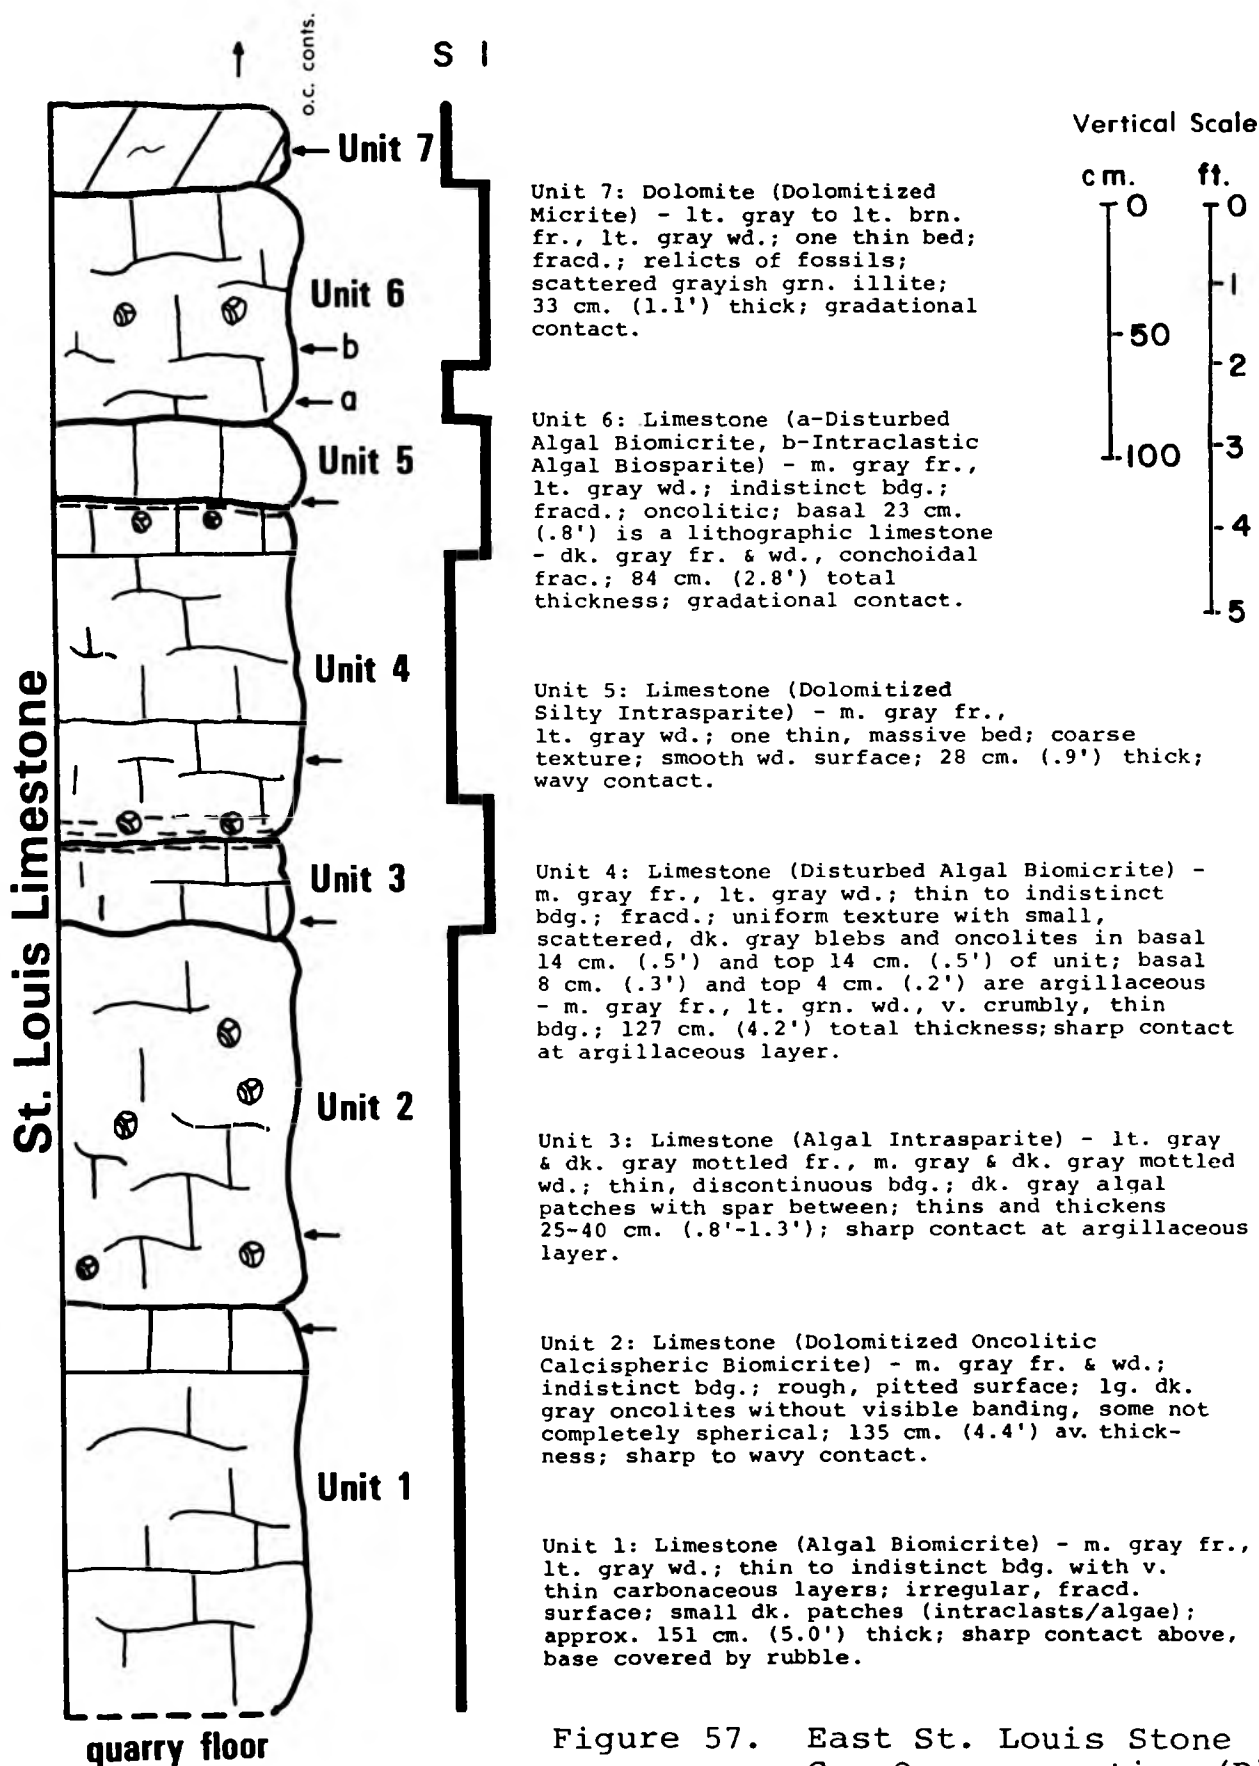 o.c. conts.
S I
Unit 7
Unit 6
b
a
Unit 5
Unit 4
Unit 3
Unit 2
Unit 1
St. Louis Limestone
quarry floor
Vertical Scale
cm. ft.
0 0
1
50
2
3
100
4
5
Unit 7: Dolomite (Dolomitized
Micrite) - lt. gray to lt. brn.
fr., lt. gray wd.; one thin bed;
fracd.; relicts of fossils;
scattered grayish grn. illite;
33 cm. (1.1') thick; gradational
contact.
Unit 6: Limestone (a-Disturbed
Algal Biomicrite, b-Intraclastic
Algal Biosparite) - m. gray fr.,
lt. gray wd.; indistinct bdg.;
fracd.; oncolitic; basal 23 cm.
(.8') is a lithographic limestone
- dk. gray fr. & wd., conchoidal
frac.; 84 cm. (2.8') total
thickness; gradational contact.
Unit 5: Limestone (Dolomitized
Silty Intrasparite) - m. gray fr.,
lt. gray wd.; one thin, massive bed; coarse
texture; smooth wd. surface; 28 cm. (.9') thick;
wavy contact.
Unit 4: Limestone (Disturbed Algal Biomicrite) -
m. gray fr., lt. gray wd.; thin to indistinct
bdg.; fracd.; uniform texture with small,
scattered, dk. gray blebs and oncolites in basal
14 cm. (.5') and top 14 cm. (.5') of unit; basal
8 cm. (.3') and top 4 cm. (.2') are argillaceous
- m. gray fr., lt. grn. wd., v. crumbly, thin
bdg.; 127 cm. (4.2') total thickness; sharp contact
at argillaceous layer.
Unit 3: Limestone (Algal Intrasparite) - lt. gray
& dk. gray mottled fr., m. gray & dk. gray mottled
wd.; thin, discontinuous bdg.; dk. gray algal
patches with spar between; thins and thickens
25-40 cm. (.8'-1.3'); sharp contact at argillaceous
layer.
Unit 2: Limestone (Dolomitized Oncolitic
Calcispheric Biomicrite) - m. gray fr. & wd.;
indistinct bdg.; rough, pitted surface; lg. dk.
gray oncolites without visible banding, some not
completely spherical; 135 cm. (4.4') av. thick-
ness; sharp to wavy contact.
Unit 1: Limestone (Algal Biomicrite) - m. gray fr.,
lt. gray wd.; thin to indistinct bdg. with v.
thin carbonaceous layers; irregular, fracd.
surface; small dk. patches (intraclasts/algae);
approx. 151 cm. (5.0') thick; sharp contact above,
base covered by rubble.
Figure 57. East St. Louis Stone